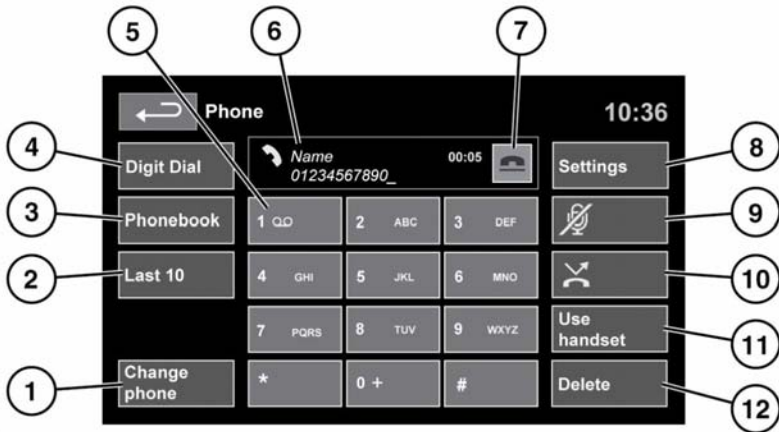 5
6
7
Phone
10:36
4
Digit Dial
Name
00:05
01234567890_
Settings
8
3
Phonebook
1
2 ABC
3 DEF
9
2
Last 10
4 GHI
5 JKL
6 MNO
10
7 PQRS
8 TUV
9 WXYZ
Use
handset
11
1
Change
phone
*
0 +
#
Delete
12